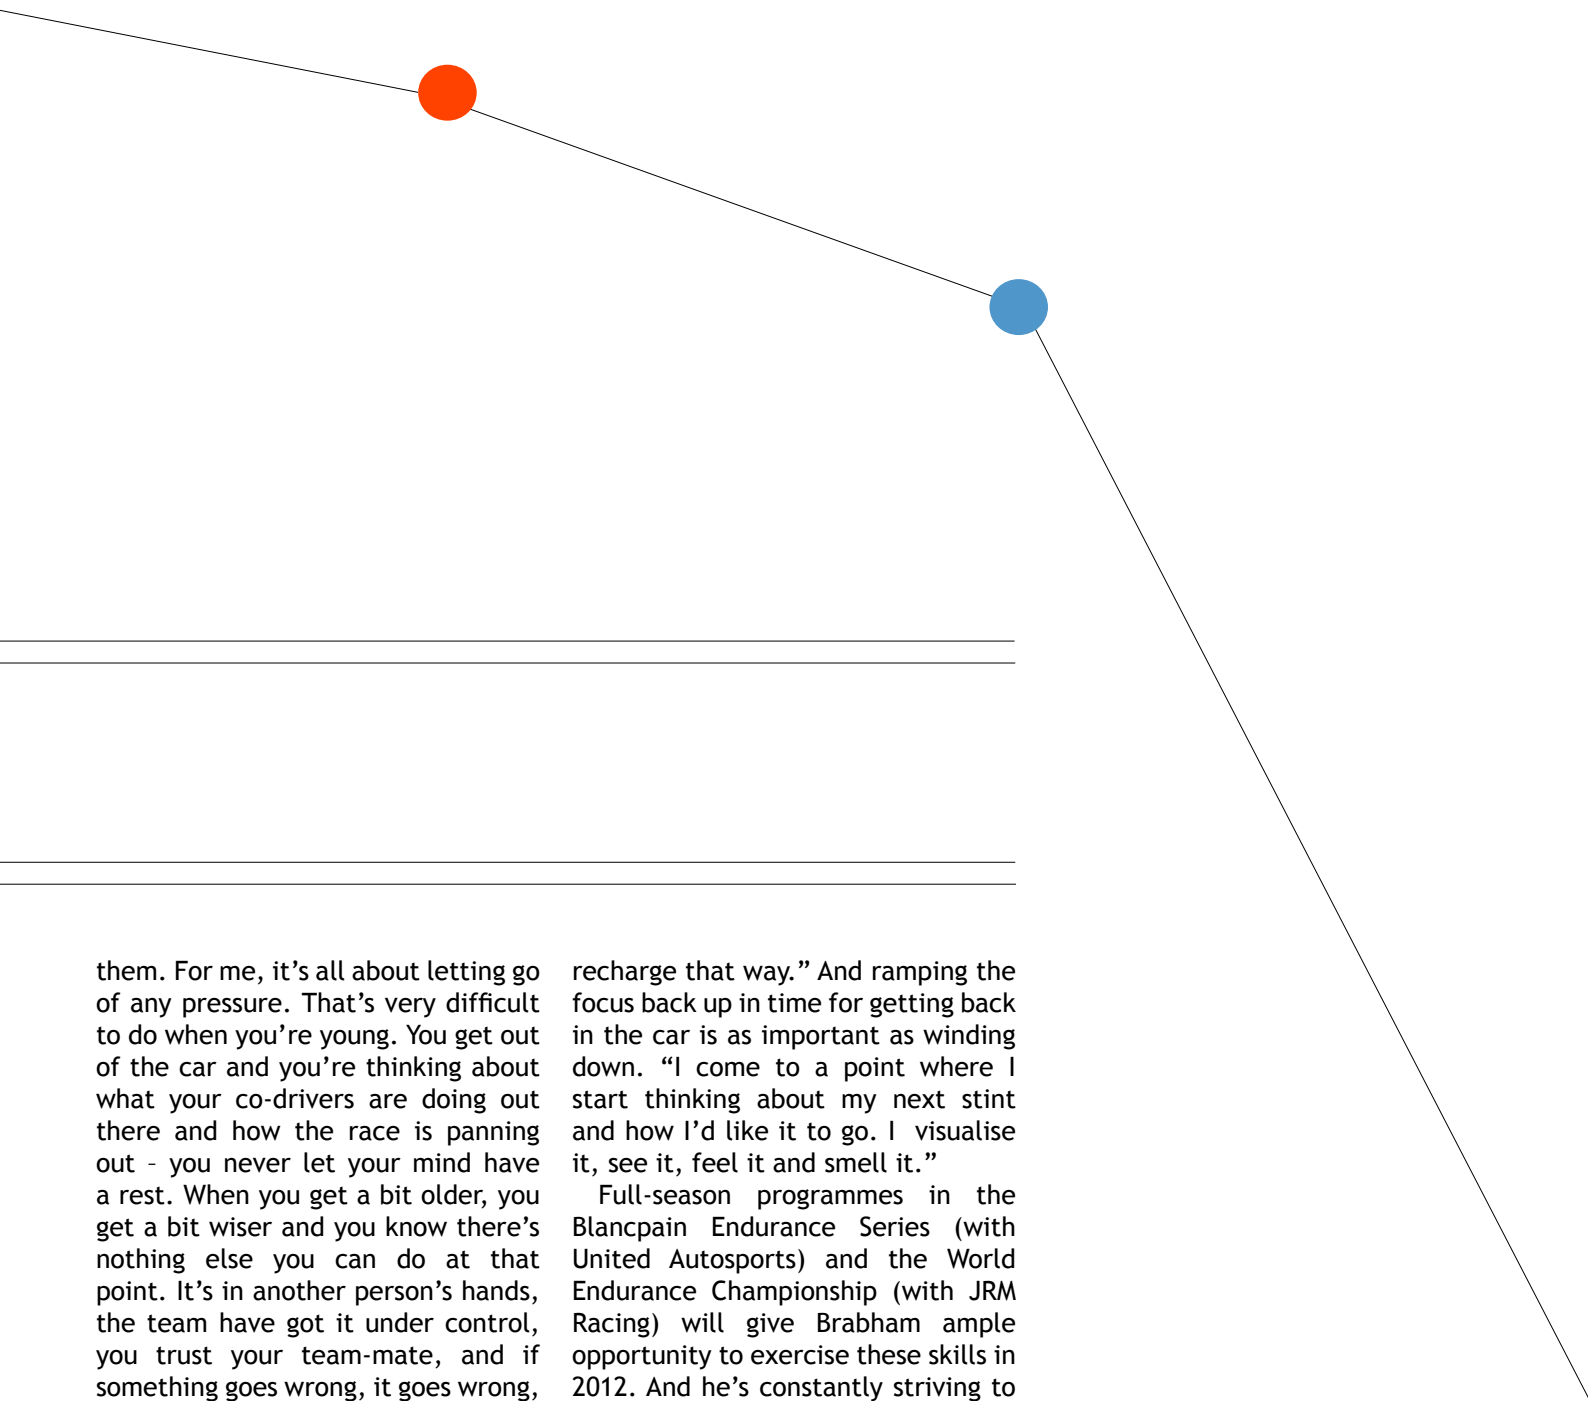 them. For me, it’s all about letting go
of any pressure. That’s very difficult
to do when you’re young. You get out
of the car and you’re thinking about
what your co-drivers are doing out
there and how the race is panning
out – you never let your mind have
a rest. When you get a bit older, you
get a bit wiser and you know there’s
nothing else you can do at that
point. It’s in another person’s hands,
the team have got it under control,
you trust your team-mate, and if
something goes wrong, it goes wrong,
recharge that way.” And ramping the
focus back up in time for getting back
in the car is as important as winding
down. “I come to a point where I
start thinking about my next stint
and how I’d like it to go. I visualise
it, see it, feel it and smell it.”
Full-season programmes in the
Blancpain Endurance Series (with
United Autosports) and the World
Endurance Championship (with JRM
Racing) will give Brabham ample
opportunity to exercise these skills in
2012. And he’s constantly striving to